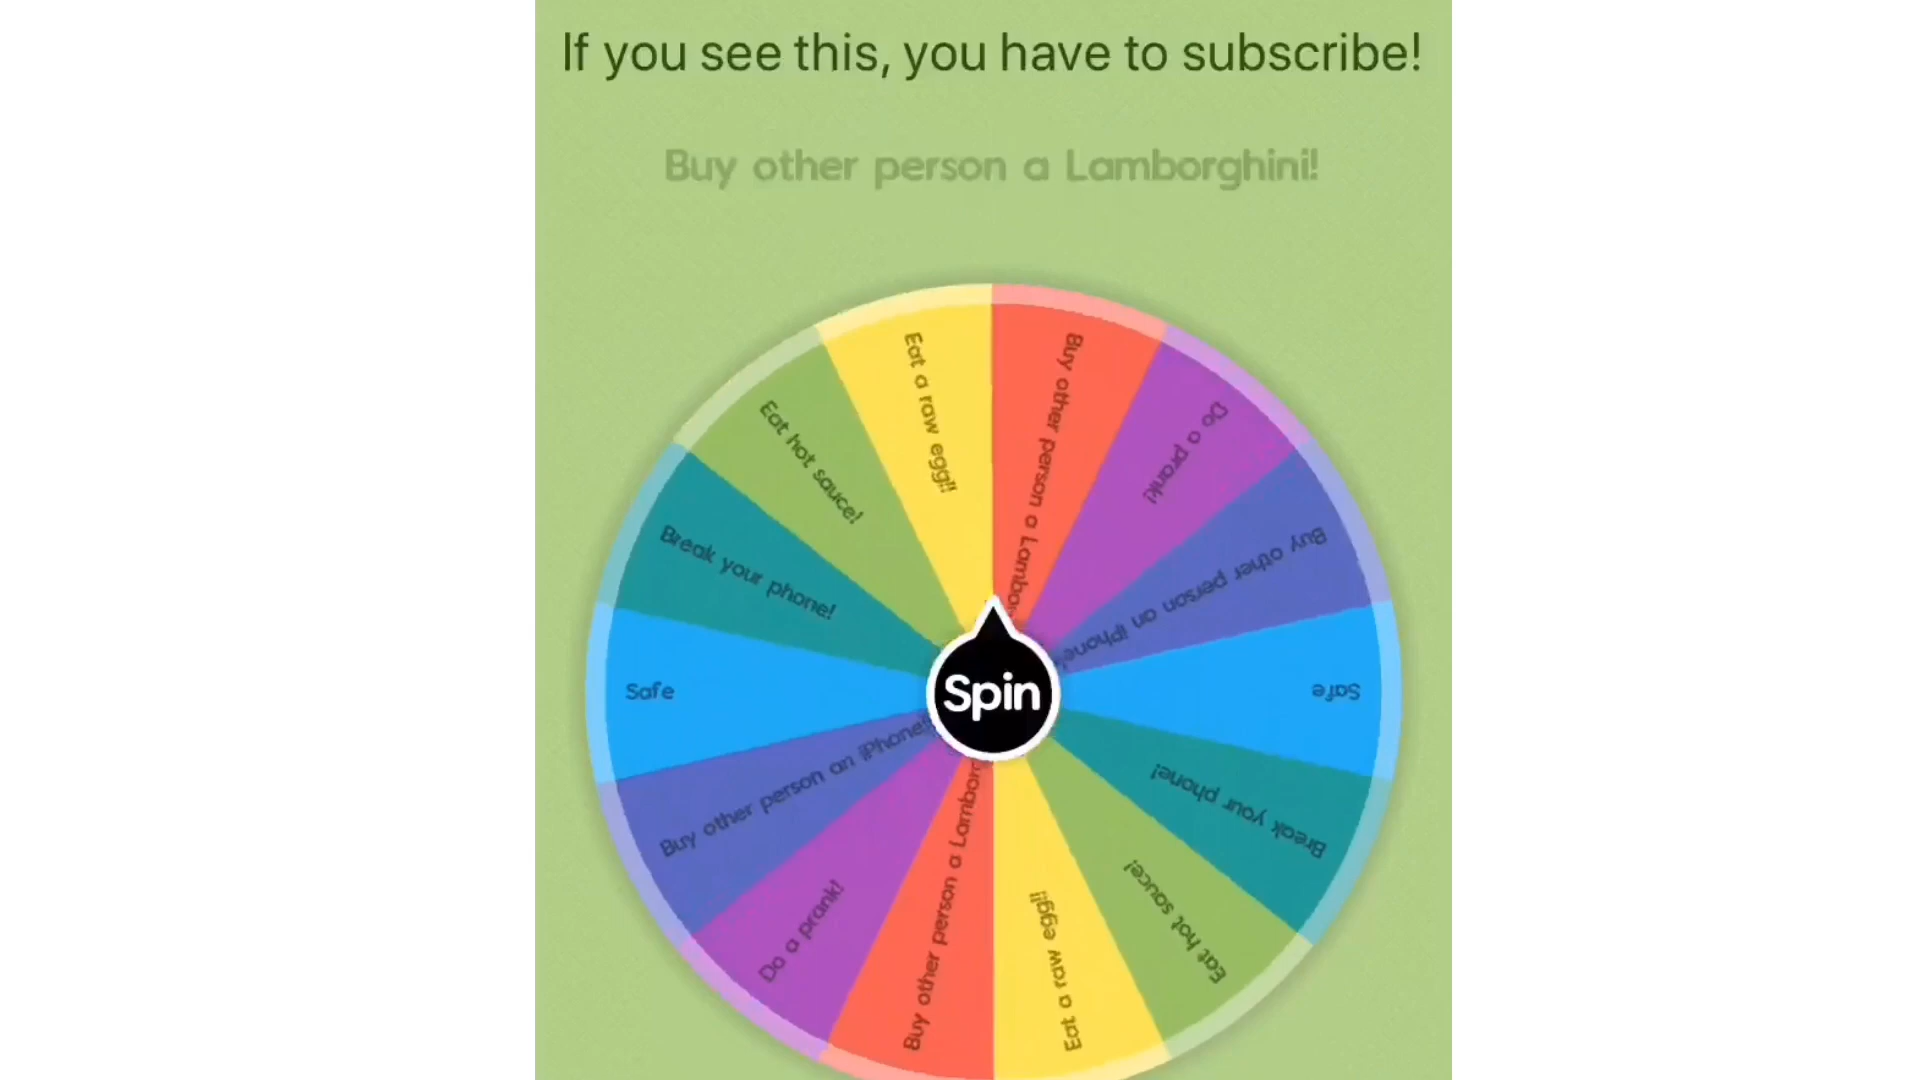 If you see this, you have to subscribe!
Buy other person a Lamborghini!
Eat a raw egg!!
Buy other person a Lambor
Do a prank!
Eat hot sauce!
Buy other person an iPhone!
Break your phone!
Safe
Safe
Spin
Buy other person an iPhone!
Break your phone!
Do a prank!
Eat hot sauce!
Buy other person a Lambor
Eat a raw egg!!